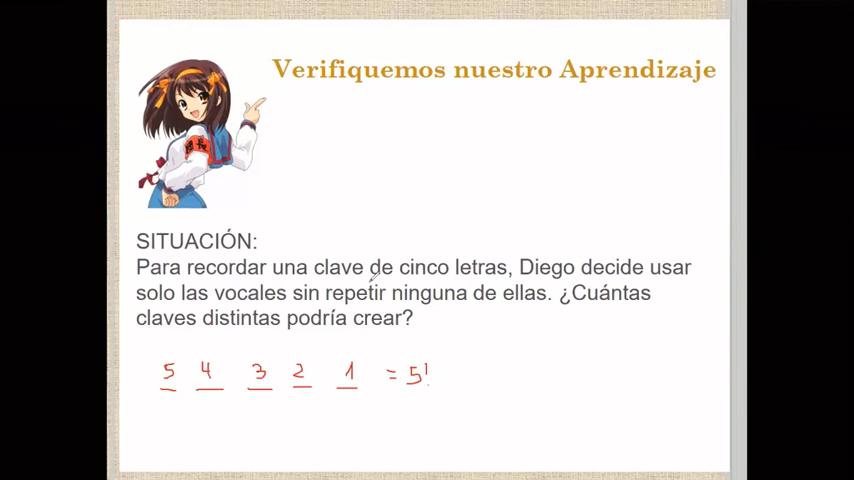 Verifiquemos nuestro Aprendizaje
SITUACIÓN:
Para recordar una clave de cinco letras, Diego decide usar
solo las vocales sin repetir ninguna de ellas. ¿Cuántas
claves distintas podría crear?
5 4 3 2 1 = 5!